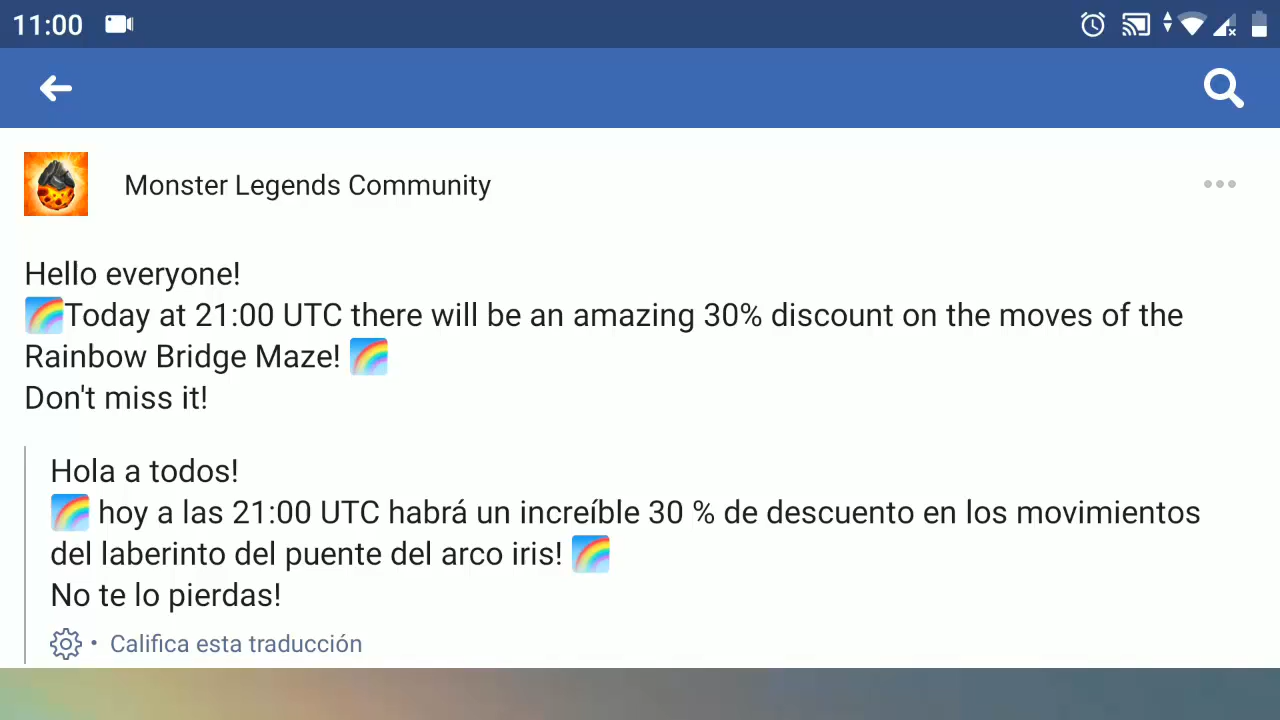 11:00
Monster Legends Community
Hello everyone!
🌈Today at 21:00 UTC there will be an amazing 30% discount on the moves of the
Rainbow Bridge Maze! 🌈
Don't miss it!
Hola a todos!
🌈 hoy a las 21:00 UTC habrá un increíble 30 % de descuento en los movimientos
del laberinto del puente del arco iris! 🌈
No te lo pierdas!
• Califica esta traducción